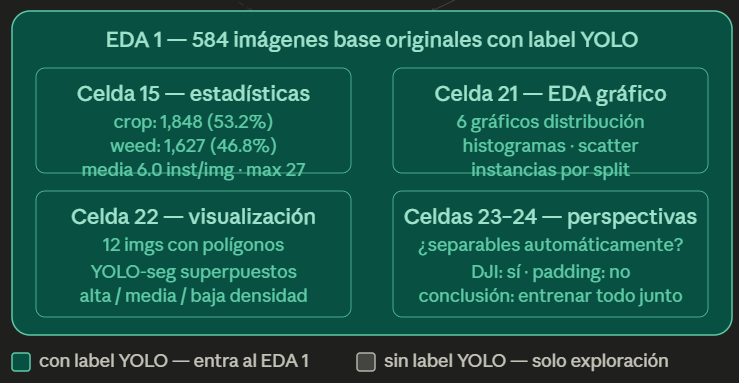 EDA 1 — 584 imágenes base originales con label YOLO
Celda 15 — estadísticas
crop: 1,848 (53.2%)
weed: 1,627 (46.8%)
media 6.0 inst/img · max 27
Celda 21 — EDA gráfico
6 gráficos distribución
histogramas · scatter
instancias por split
Celda 22 — visualización
12 imgs con polígonos
YOLO-seg superpuestos
alta / media / baja densidad
Celdas 23–24 — perspectivas
¿separables automáticamente?
DJI: sí · padding: no
conclusión: entrenar todo junto
con label YOLO — entra al EDA 1
sin label YOLO — solo exploración